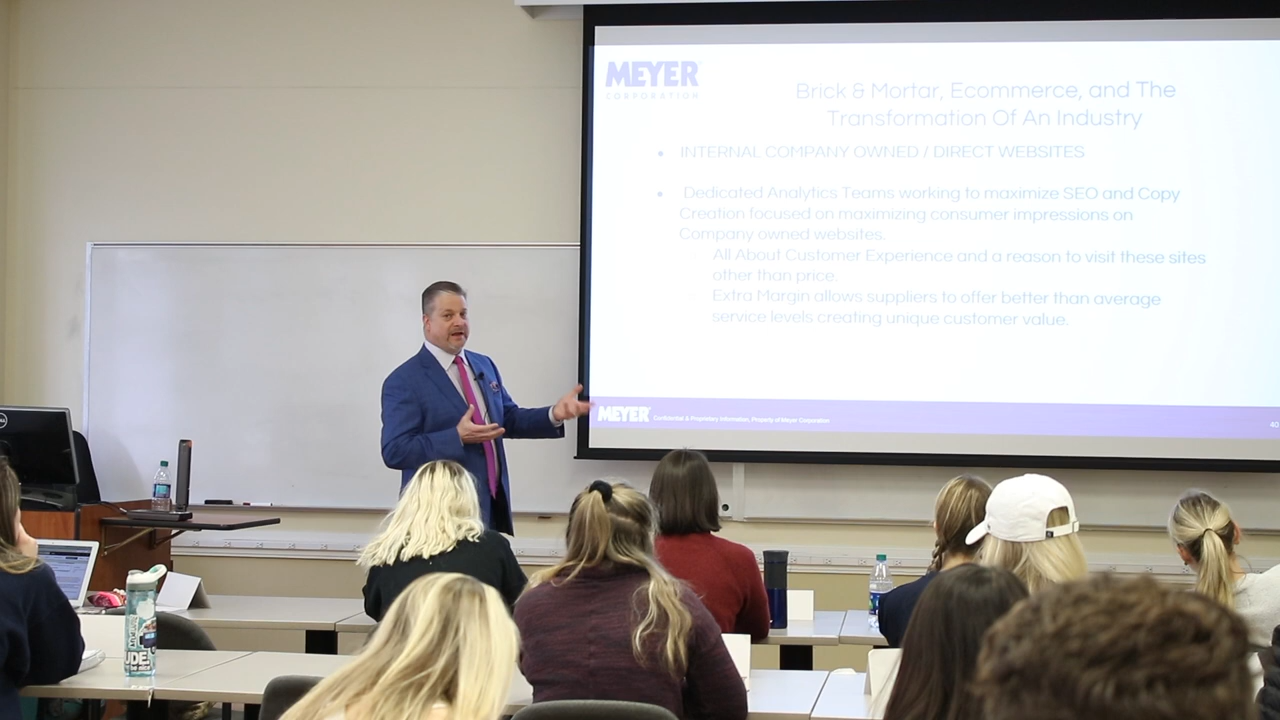 MEYER
CORPORATION
Brick & Mortar, Ecommerce, and The
Transformation Of An Industry
• INTERNAL COMPANY OWNED / DIRECT WEBSITES
• Dedicated Analytics Teams working to maximize SEO and Copy
Creation focused on maximizing consumer impressions on
Company owned websites.
All About Customer Experience and a reason to visit these sites
other than price.
Extra Margin allows suppliers to offer better than average
service levels creating unique customer value.
MEYER Confidential & Proprietary Information, Property of Meyer Corporation
40